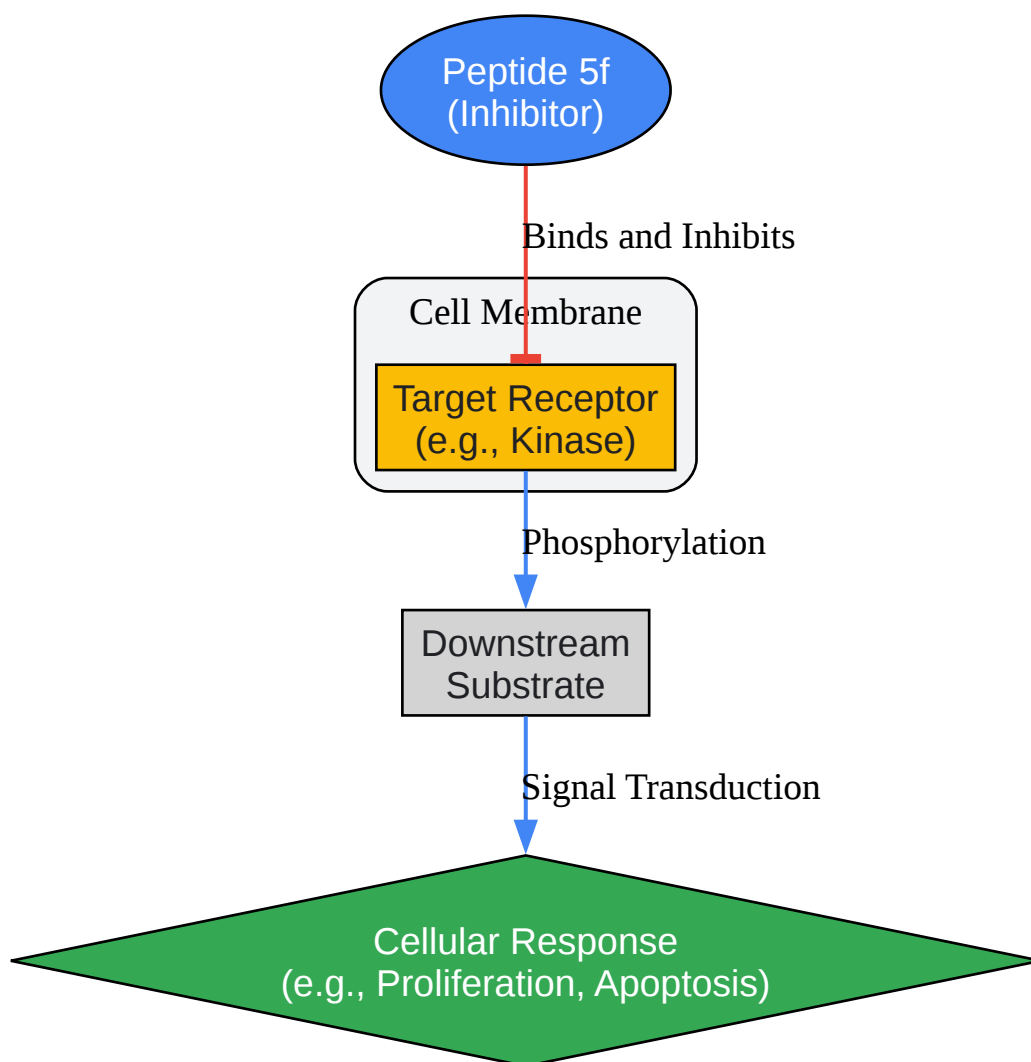 Peptide 5f
(Inhibitor)
Binds and Inhibits
Cell Membrane
Target Receptor
(e.g., Kinase)
Phosphorylation
Downstream
Substrate
Signal Transduction
Cellular Response
(e.g., Proliferation, Apoptosis)